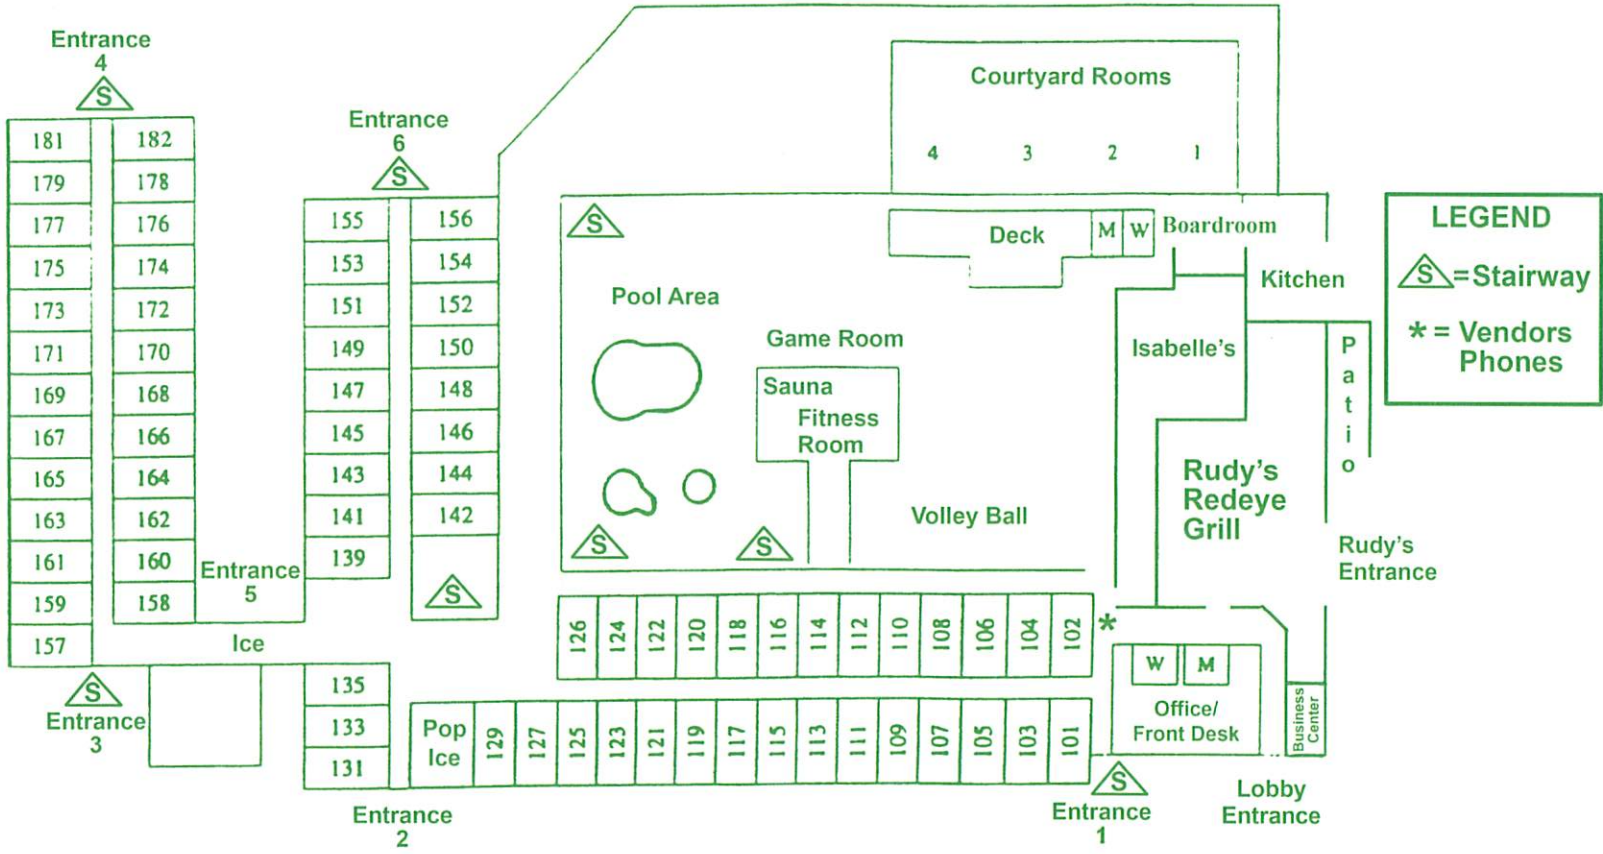 Entrance
4
S
181
179
177
175
173
171
169
167
165
163
161
159
157
182
178
176
174
172
170
168
166
164
162
160
158
S
Entrance
3
Entrance
5
Ice
Entrance
6
S
155
153
151
149
147
145
143
141
139
156
154
152
150
148
146
144
142
S
135
133
131
Entrance
2
Courtyard Rooms
4 3 2 1
S
Deck
M W
Boardroom
Kitchen
Pool Area
Game Room
Sauna
Fitness
Room
Isabelle's
Volley Ball
S
S
Rudy's
Redeye
Grill
Patio
Rudy's
Entrance
126 124 122 120 118 116 114 112 110 108 106 104 102
*
Pop
Ice
129 127 125 123 121 119 117 115 113 111 109 107 105 103 101
W M
Office/
Front Desk
Business
Center
S
Entrance
1
Lobby
Entrance
LEGEND
S =Stairway
* = Vendors
Phones